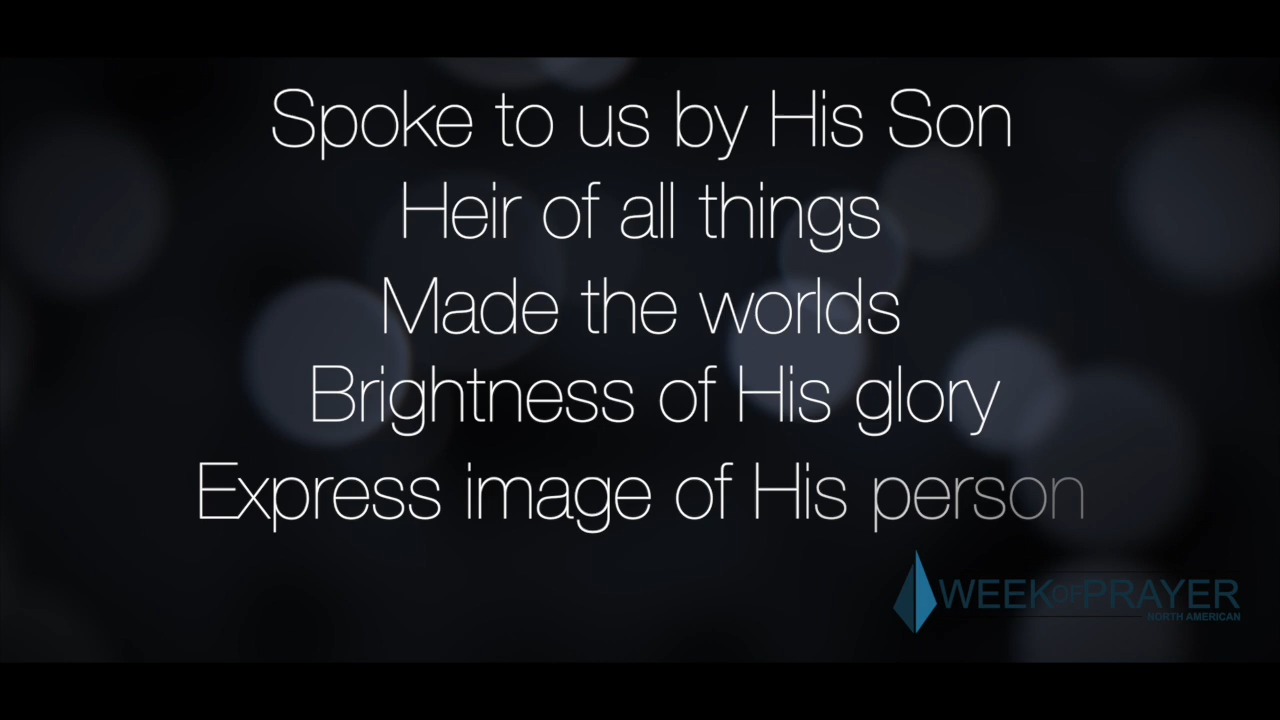 Spoke to us by His Son
Heir of all things
Made the worlds
Brightness of His glory
Express image of His person
WEEK OF PRAYER
NORTH AMERICAN